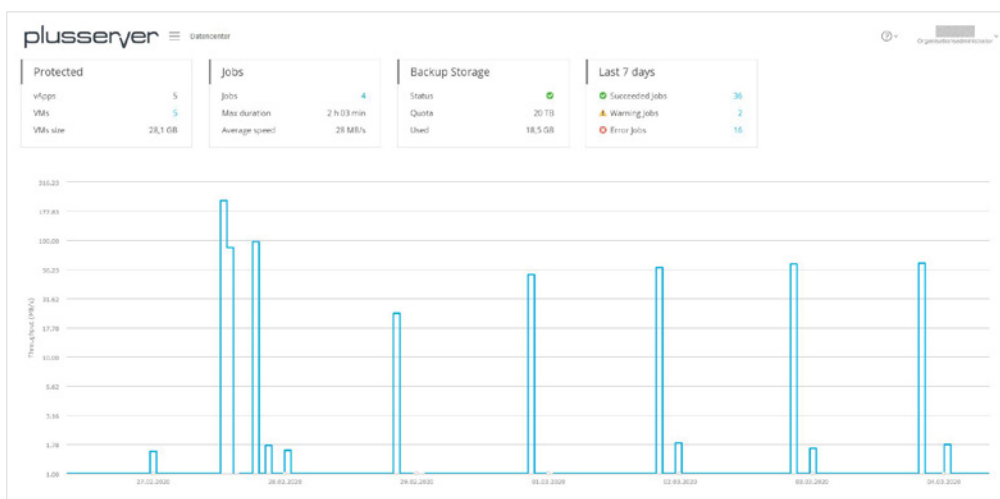 plusserver
Datencenter
Organisationsadministrator
Protected
vApps 5
VMs 5
VMs size 28,1 GB
Jobs
Jobs 4
Max duration 2 h 03 min
Average speed 28 MB/s
Backup Storage
Status
Quota 20 TB
Used 18,5 GB
Last 7 days
Succeeded Jobs 36
Warning Jobs 2
Error Jobs 16
Throughput (MB/s)
316.23
177.83
100.00
56.23
31.62
17.78
10.00
5.62
3.16
1.78
1.00
27.02.2020 28.02.2020 29.02.2020 01.03.2020 02.03.2020 03.03.2020 04.03.2020